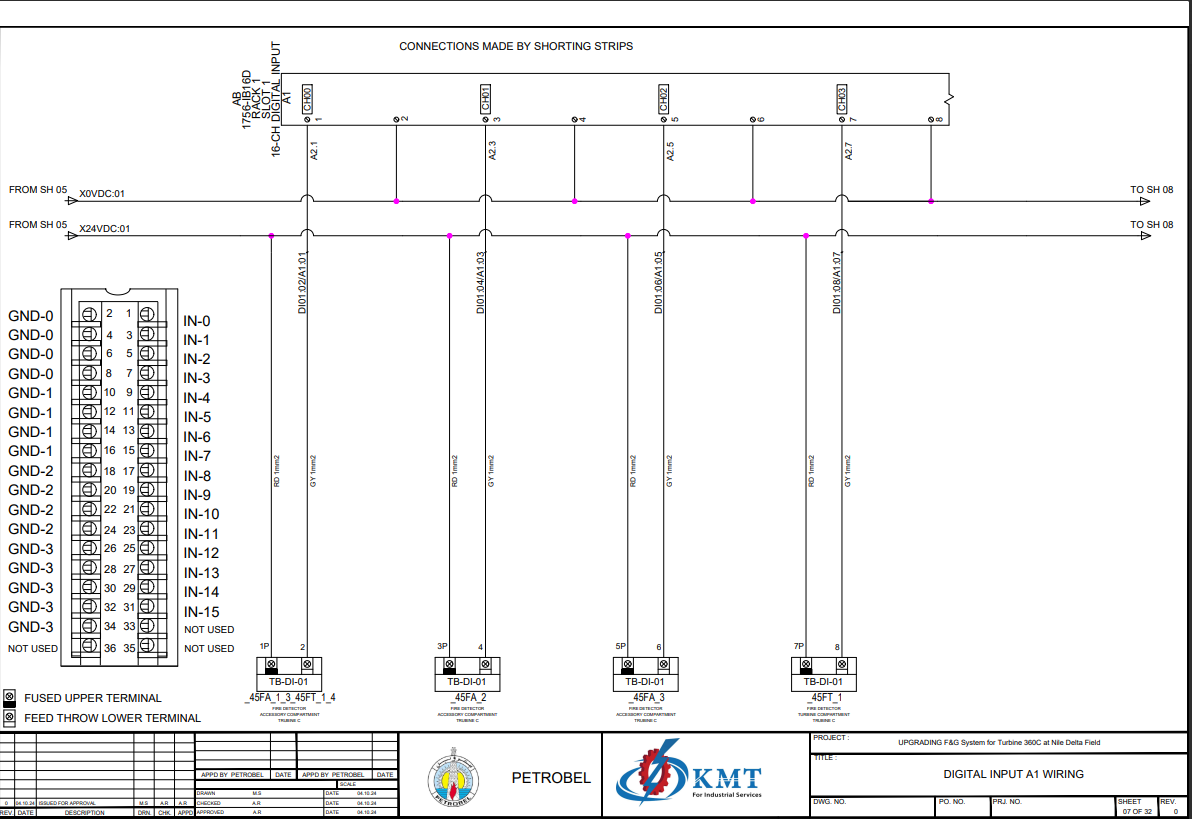 CONNECTIONS MADE BY SHORTING STRIPS
AB
1756-IB16D
RACK 1
SLOT 1
16-CH DIGITAL INPUT
A1
CH00
CH01
CH02
CH03
1 2 3 4 5 6 7 8
A2.1
A2.3
A2.5
A2.7
FROM SH 05 X0VDC:01 TO SH 08
FROM SH 05 X24VDC:01 TO SH 08
DI01:02/A1:01
DI01:04/A1:03
DI01:06/A1:05
DI01:08/A1:07
GND-0 2 1 IN-0
GND-0 4 3 IN-1
GND-0 6 5 IN-2
GND-0 8 7 IN-3
GND-1 10 9 IN-4
GND-1 12 11 IN-5
GND-1 14 13 IN-6
GND-1 16 15 IN-7
GND-2 18 17 IN-8
GND-2 20 19 IN-9
GND-2 22 21 IN-10
GND-2 24 23 IN-11
GND-3 26 25 IN-12
GND-3 28 27 IN-13
GND-3 30 29 IN-14
GND-3 32 31 IN-15
GND-3 34 33 NOT USED
NOT USED 36 35 NOT USED
RD 1mm2
GY 1mm2
RD 1mm2
GY 1mm2
RD 1mm2
GY 1mm2
RD 1mm2
GY 1mm2
1P 2
TB-DI-01
_45FA_1_3_45FT_1_4
FIRE DETECTOR
ACCESSORY COMPARTMENT
TRUBINE C
3P 4
TB-DI-01
_45FA_2
FIRE DETECTOR
ACCESSORY COMPARTMENT
TRUBINE C
5P 6
TB-DI-01
_45FA_3
FIRE DETECTOR
ACCESSORY COMPARTMENT
TRUBINE C
7P 8
TB-DI-01
_45FT_1
FIRE DETECTOR
TURBINE COMPARTMENT
TRUBINE C
FUSED UPPER TERMINAL
FEED THROW LOWER TERMINAL
0 04.10.24 ISSUED FOR APPROVAL M.S A.R A.R
REV. DATE DESCRIPTION DRN. CHK. APPD
APPD BY PETROBEL DATE APPD BY PETROBEL DATE
SCALE
DRAWN M.S DATE 04.10.24
CHECKED A.R DATE 04.10.24
APPROVED A.R DATE 04.10.24
PETROBEL
PETROBEL
KMT
For Industrial Services
PROJECT :
UPGRADING F&G System for Turbine 360C at Nile Delta Field
TITLE :
DIGITAL INPUT A1 WIRING
DWG. NO. PO. NO. PRJ. NO. SHEET REV.
07 OF 32 0